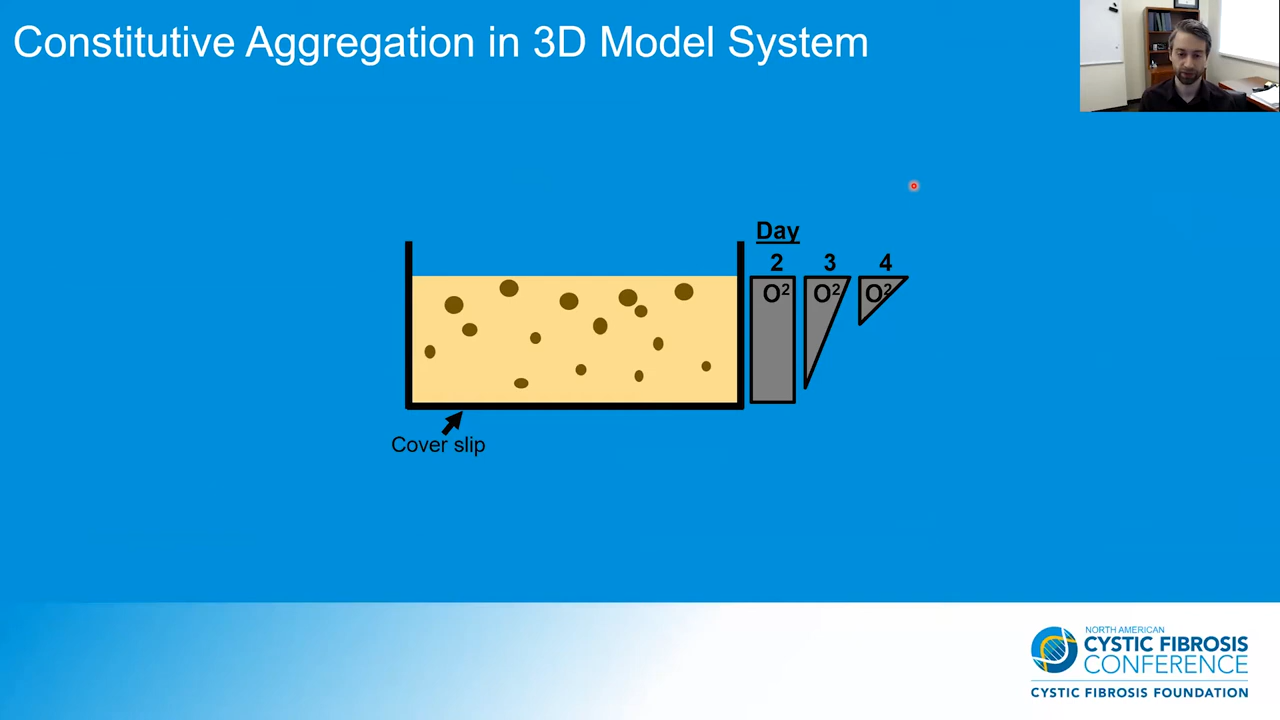 Constitutive Aggregation in 3D Model System
Day
2 3 4
O² O² O²
Cover slip
NORTH AMERICAN
CYSTIC FIBROSIS
CONFERENCE
CYSTIC FIBROSIS FOUNDATION